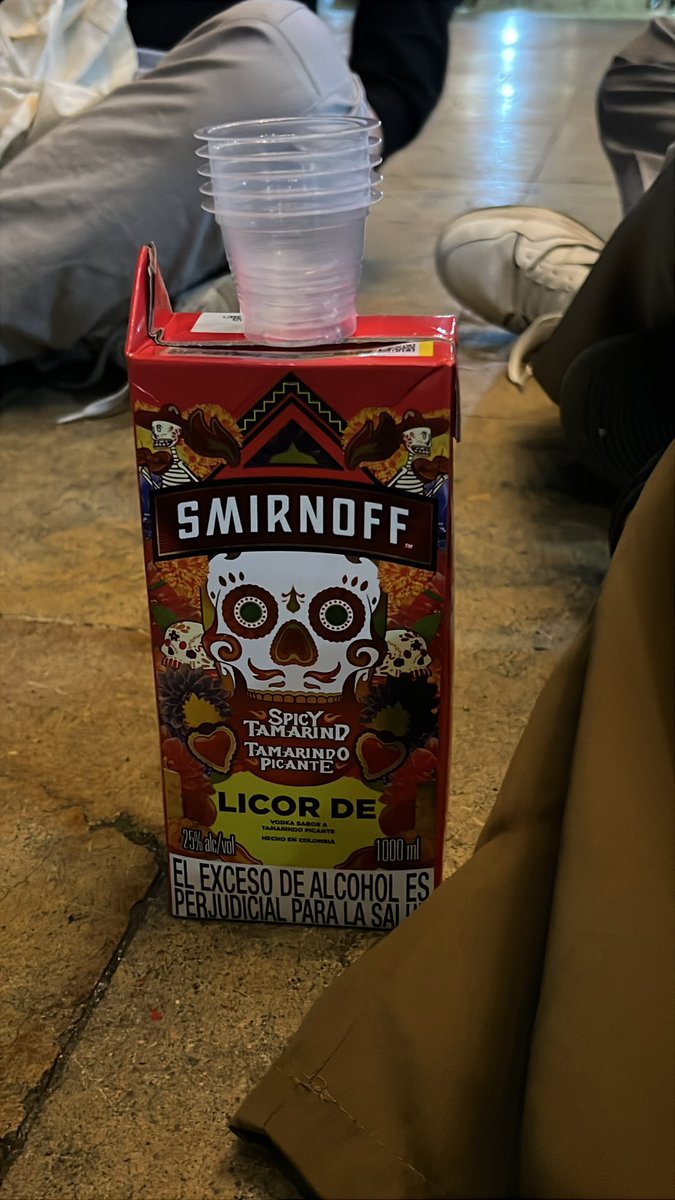 SMIRNOFF
SPICY
TAMARIND
TAMARINDO
PICANTE
LICOR DE
VODKA SABOR A
TAMARINDO PICANTE
HECHO EN COLOMBIA
25% alc/vol 1000 ml
EL EXCESO DE ALCOHOL ES
PERJUDICIAL PARA LA